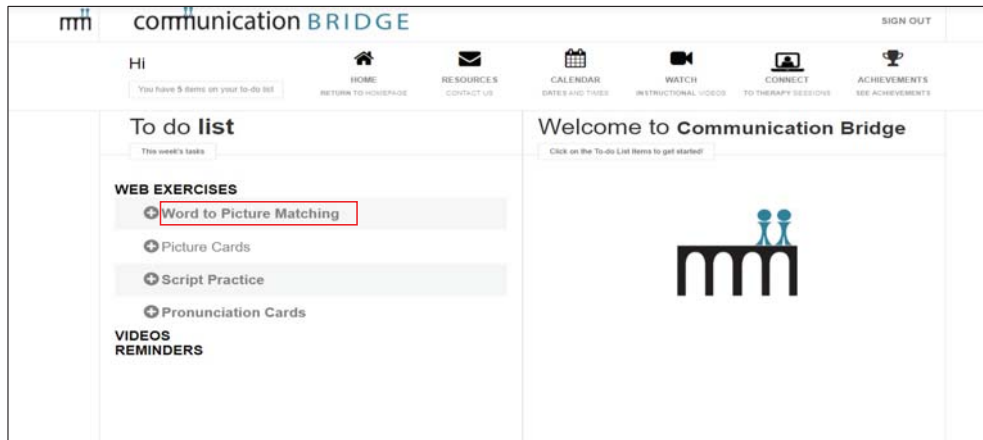 communication BRIDGE
SIGN OUT
Hi
You have 5 items on your to-do list
HOME
RETURN TO HOMEPAGE
RESOURCES
CONTACT US
CALENDAR
DATES AND TIMES
WATCH
INSTRUCTIONAL VIDEOS
CONNECT
TO THERAPY SESSIONS
ACHIEVEMENTS
SEE ACHIEVEMENTS
To do list
This week's tasks
WEB EXERCISES
Word to Picture Matching
Picture Cards
Script Practice
Pronunciation Cards
VIDEOS
REMINDERS
Welcome to Communication Bridge
Click on the To-do List items to get started!